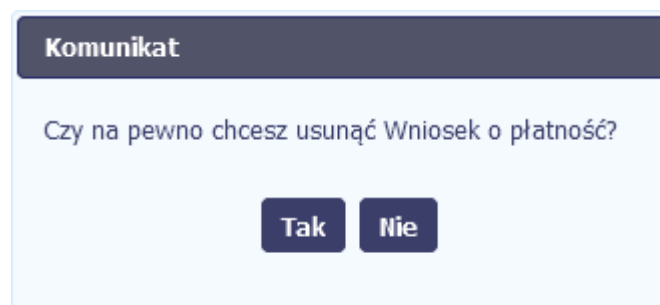 Komunikat
Czy na pewno chcesz usunąć Wniosek o płatność?
Tak Nie